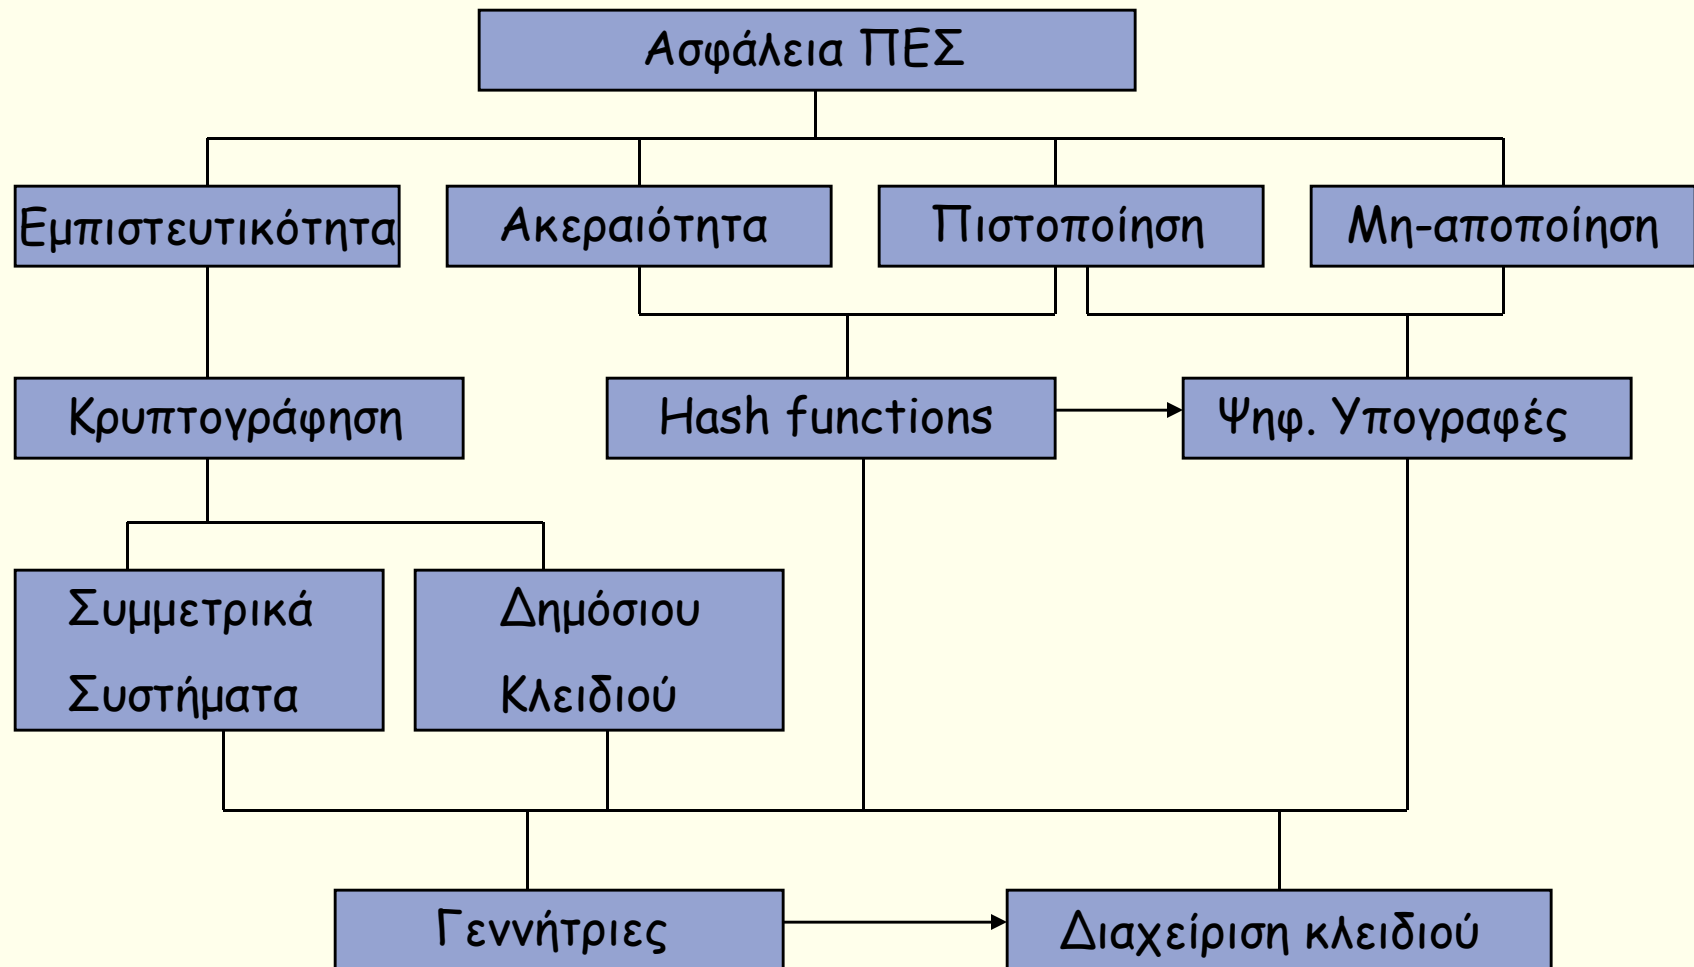 Ασφάλεια ΠΕΣ
Εμπιστευτικότητα
Ακεραιότητα
Πιστοποίηση
Μη-αποποίηση
Κρυπτογράφηση
Hash functions
Ψηφ. Υπογραφές
Συμμετρικά
Συστήματα
Δημόσιου
Κλειδιού
Γεννήτριες
Διαχείριση κλειδιού